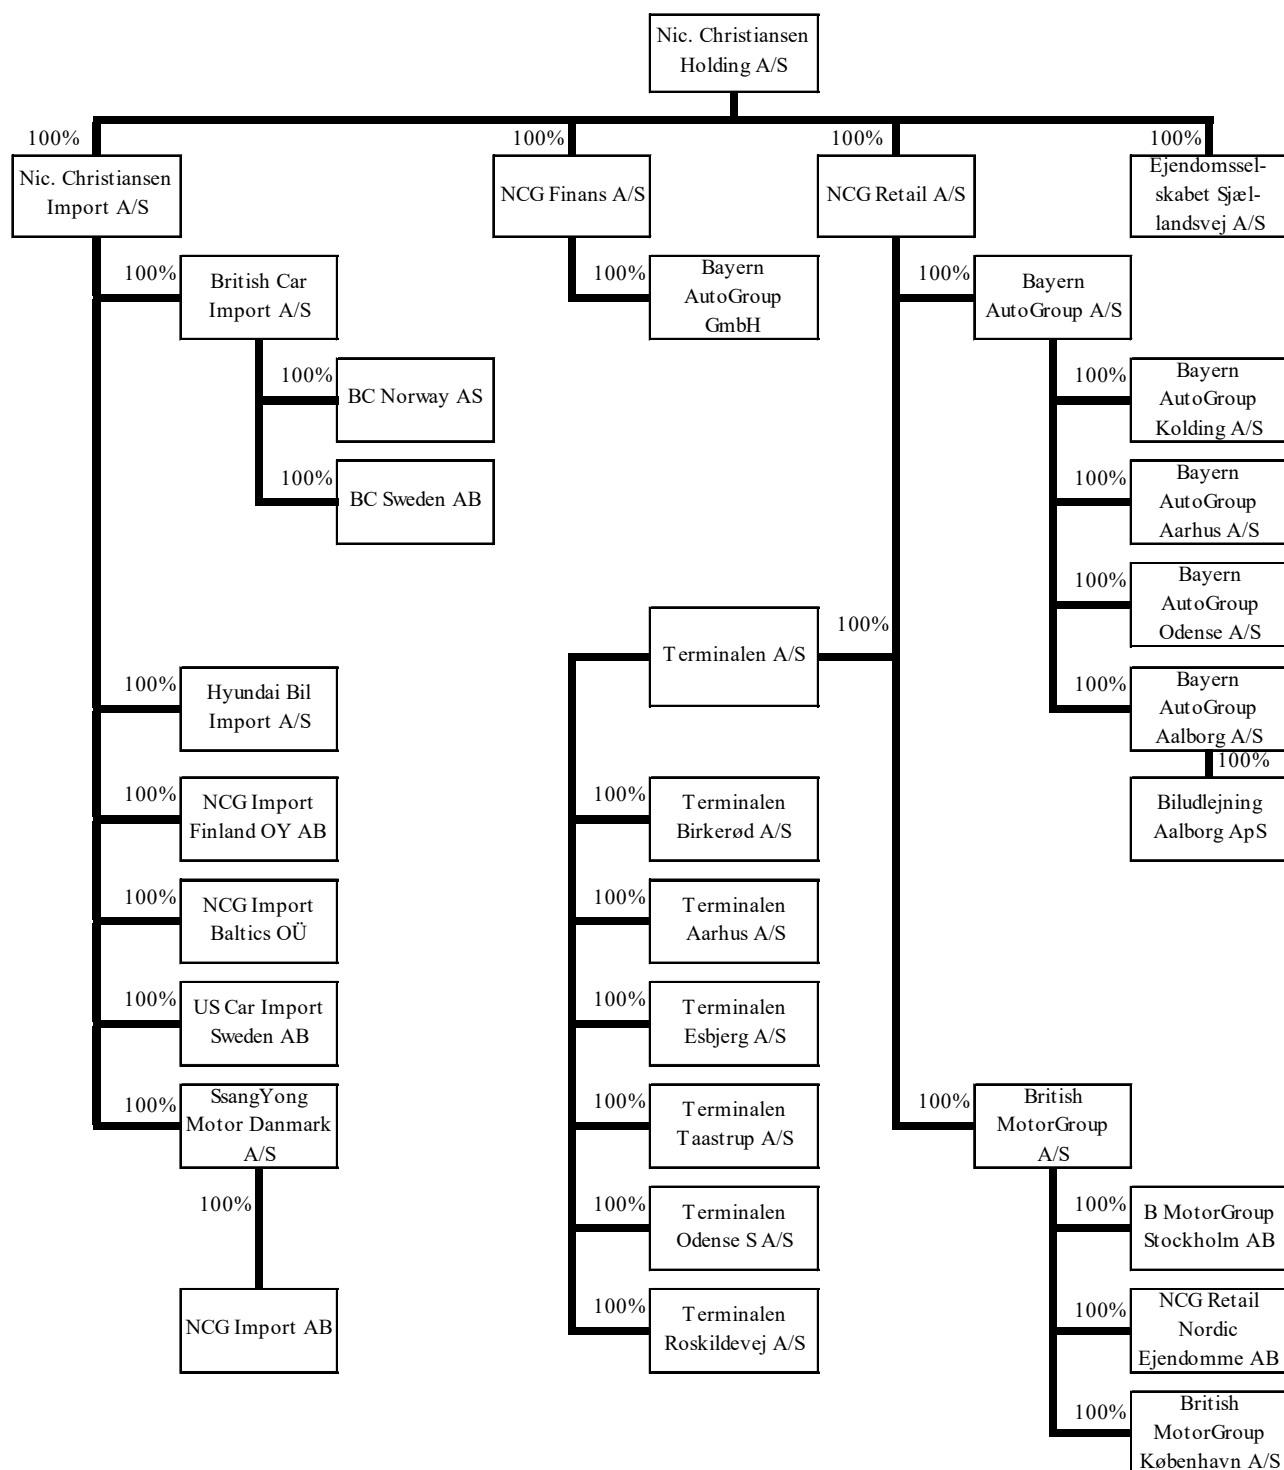 Nic. Christiansen
Holding A/S
100%
100%
100%
100%
Nic. Christiansen
Import A/S
NCG Finans A/S
NCG Retail A/S
Ejendomssel-
skabet Sjæl-
landsvej A/S
100%
British Car
Import A/S
100%
Bayern
AutoGroup
GmbH
100%
Bayern
AutoGroup A/S
100%
BC Norway AS
100%
Bayern
AutoGroup
Kolding A/S
100%
BC Sweden AB
100%
Bayern
AutoGroup
Aarhus A/S
100%
Bayern
AutoGroup
Odense A/S
Terminalen A/S
100%
100%
Hyundai Bil
Import A/S
100%
Bayern
AutoGroup
Aalborg A/S
100%
Biludlejning
Aalborg ApS
100%
NCG Import
Finland OY AB
100%
Terminalen
Birkerød A/S
100%
NCG Import
Baltics OÜ
100%
Terminalen
Aarhus A/S
100%
US Car Import
Sweden AB
100%
Terminalen
Esbjerg A/S
100%
SsangYong
Motor Danmark
A/S
100%
Terminalen
Taastrup A/S
100%
British
MotorGroup
A/S
100%
100%
Terminalen
Odense S A/S
100%
B MotorGroup
Stockholm AB
NCG Import AB
100%
Terminalen
Roskildevej A/S
100%
NCG Retail
Nordic
Ejendomme AB
100%
British
MotorGroup
København A/S